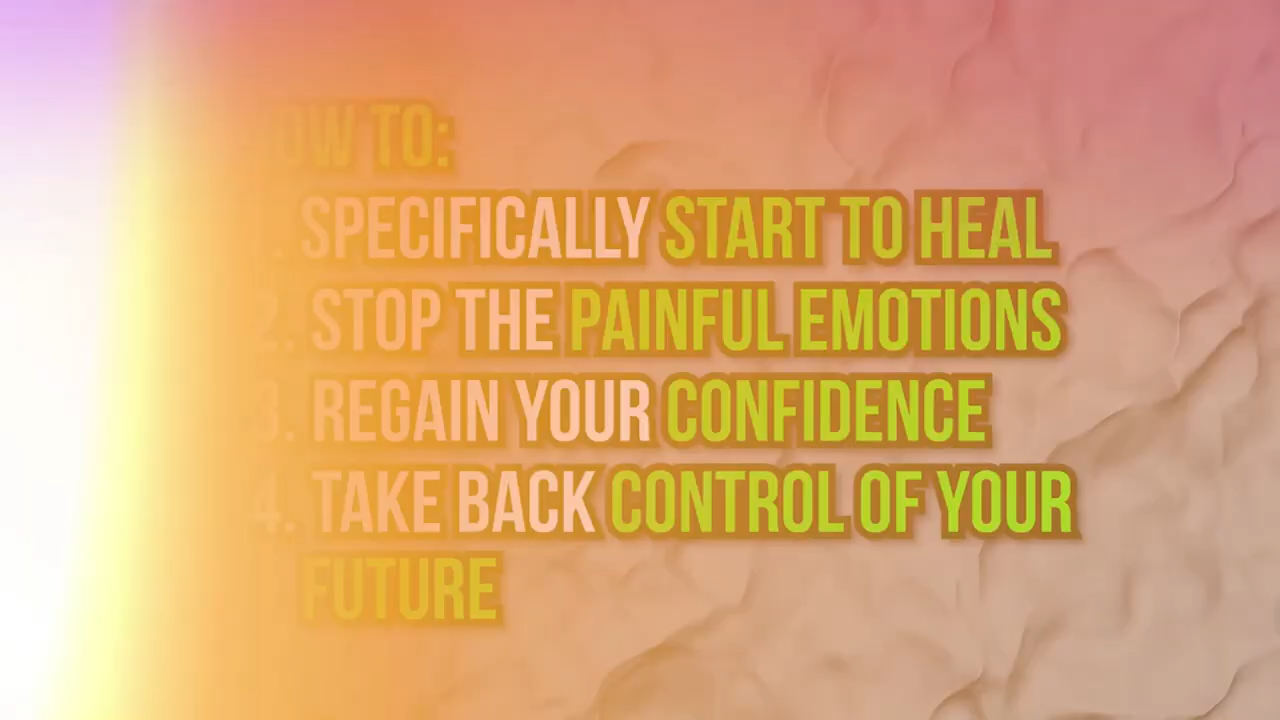 HOW TO:
1. SPECIFICALLY START TO HEAL
2. STOP THE PAINFUL EMOTIONS
3. REGAIN YOUR CONFIDENCE
4. TAKE BACK CONTROL OF YOUR
FUTURE